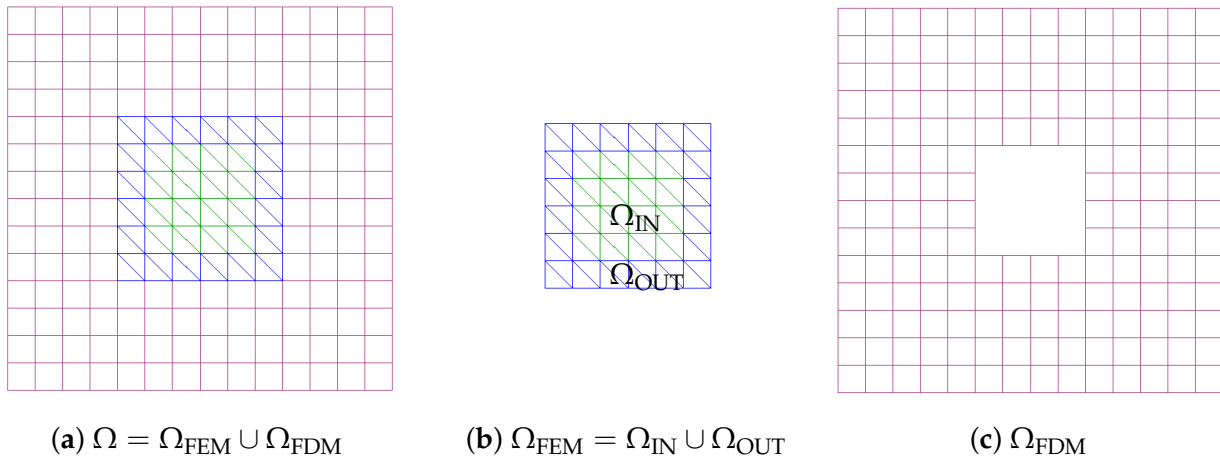 Ω_IN
Ω_OUT
(a) Ω = Ω_FEM ∪ Ω_FDM
(b) Ω_FEM = Ω_IN ∪ Ω_OUT
(c) Ω_FDM